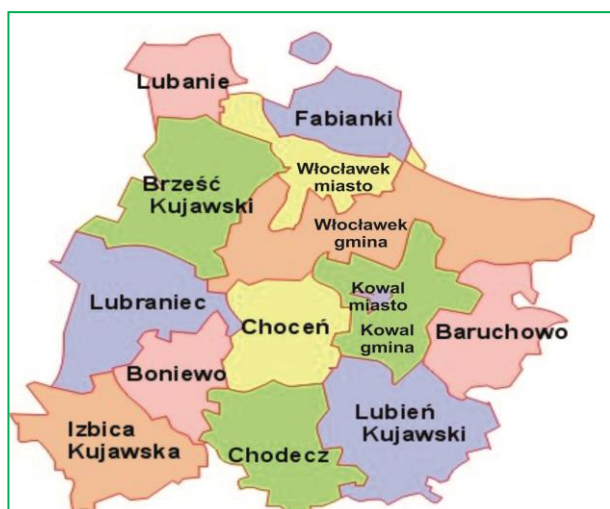 Lubanie
Fabianki
Włocławek
miasto
Brześć
Kujawski
Włocławek
gmina
Lubraniec
Kowal
miasto
Choceń
Kowal
gmina
Baruchowo
Boniewo
Lubień
Kujawski
Izbica
Kujawska
Chodecz